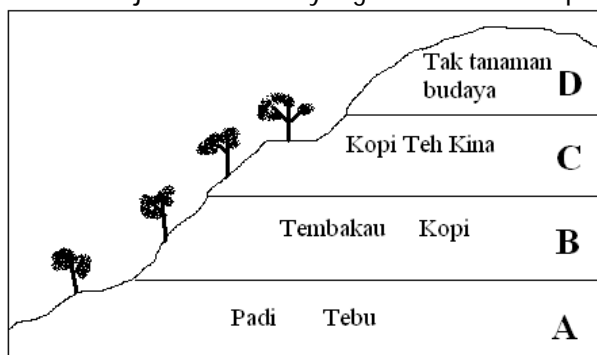 Tak tanaman
budaya D
Kopi Teh Kina C
Tembakau Kopi B
Padi Tebu A